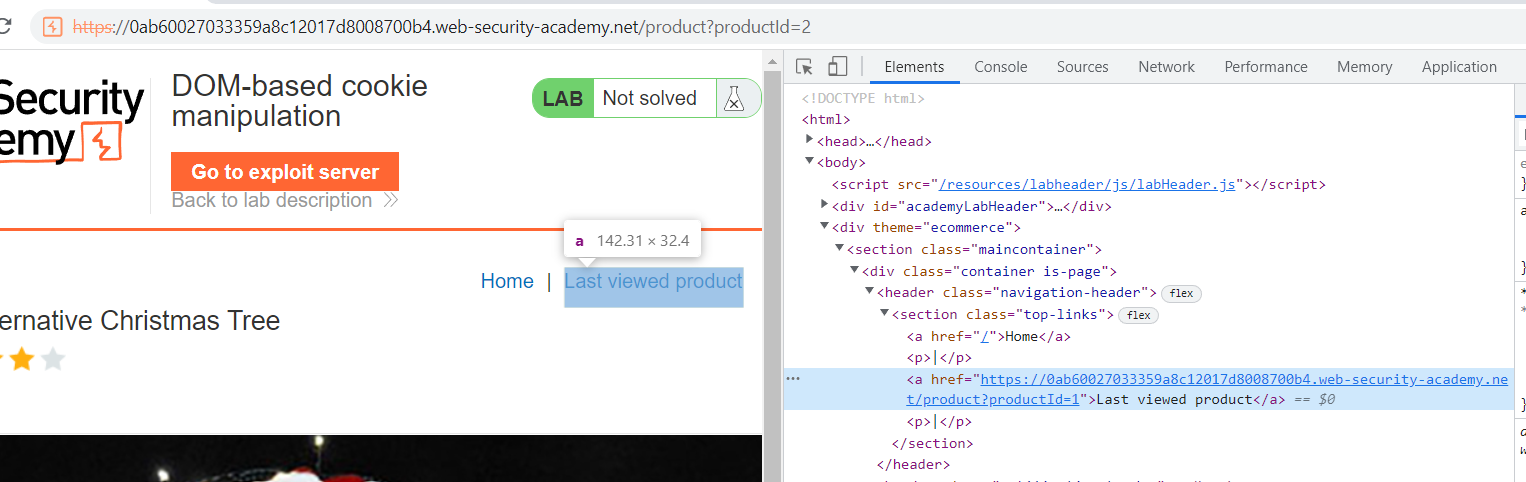 https://0ab60027033359a8c12017d8008700b4.web-security-academy.net/product?productId=2
Security
emy
DOM-based cookie
manipulation
LAB Not solved
Go to exploit server
Back to lab description
a 142.31 × 32.4
Home | Last viewed product
ernative Christmas Tree
Elements Console Sources Network Performance Memory Application
<!DOCTYPE html>
<html>
<head>…</head>
<body>
<script src="/resources/labheader/js/labHeader.js"></script>
<div id="academyLabHeader">…</div>
<div theme="ecommerce">
<section class="maincontainer">
<div class="container is-page">
<header class="navigation-header"> flex
<section class="top-links"> flex
<a href="/">Home</a>
<p>|</p>
<a href="https://0ab60027033359a8c12017d8008700b4.web-security-academy.ne
t/product?productId=1">Last viewed product</a> == $0
<p>|</p>
</section>
</header>